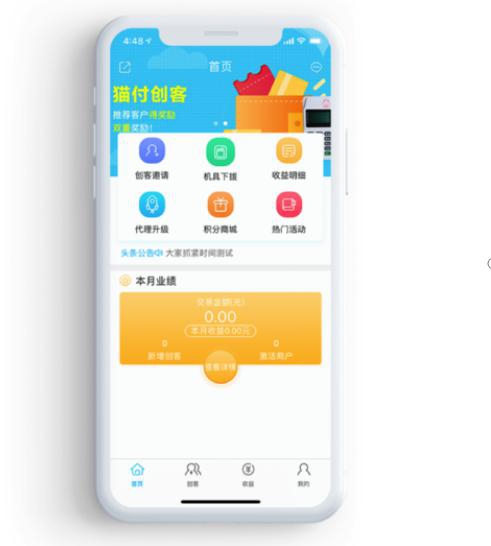 4:48
首页
猫付创客
推荐客户得奖励
双重奖励!
创客邀请
机具下拨
收益明细
代理升级
积分商城
热门活动
头条公告 大家抓紧时间测试
本月业绩
交易金额(元)
0.00
本月收益0.00元
0
0
新增创客
激活商户
查看详情
首页
创客
收益
我的